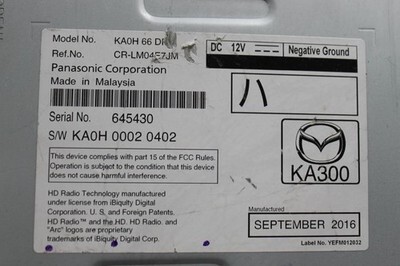 Model No. KA0H 66 D
Ref.No. CR-LM04
Panasonic Corporation
Made in Malaysia
Serial No. 645430
S/W KA0H 0002 0402
DC 12V Negative Ground
ハ
KA300
This device complies with part 15 of the FCC Rules.
Operation is subject to the condition that this device
does not cause harmful interference.
HD Radio Technology manufactured
under license from iBiquity Digital
Corporation. U. S, and Foreign Patents.
HD Radio™ and the. HD. Radio. and
"Arc" logos are proprietary
trademarks of iBiquity Digital Corp.
Manufactured
SEPTEMBER 2016
Label No. YEFM012032